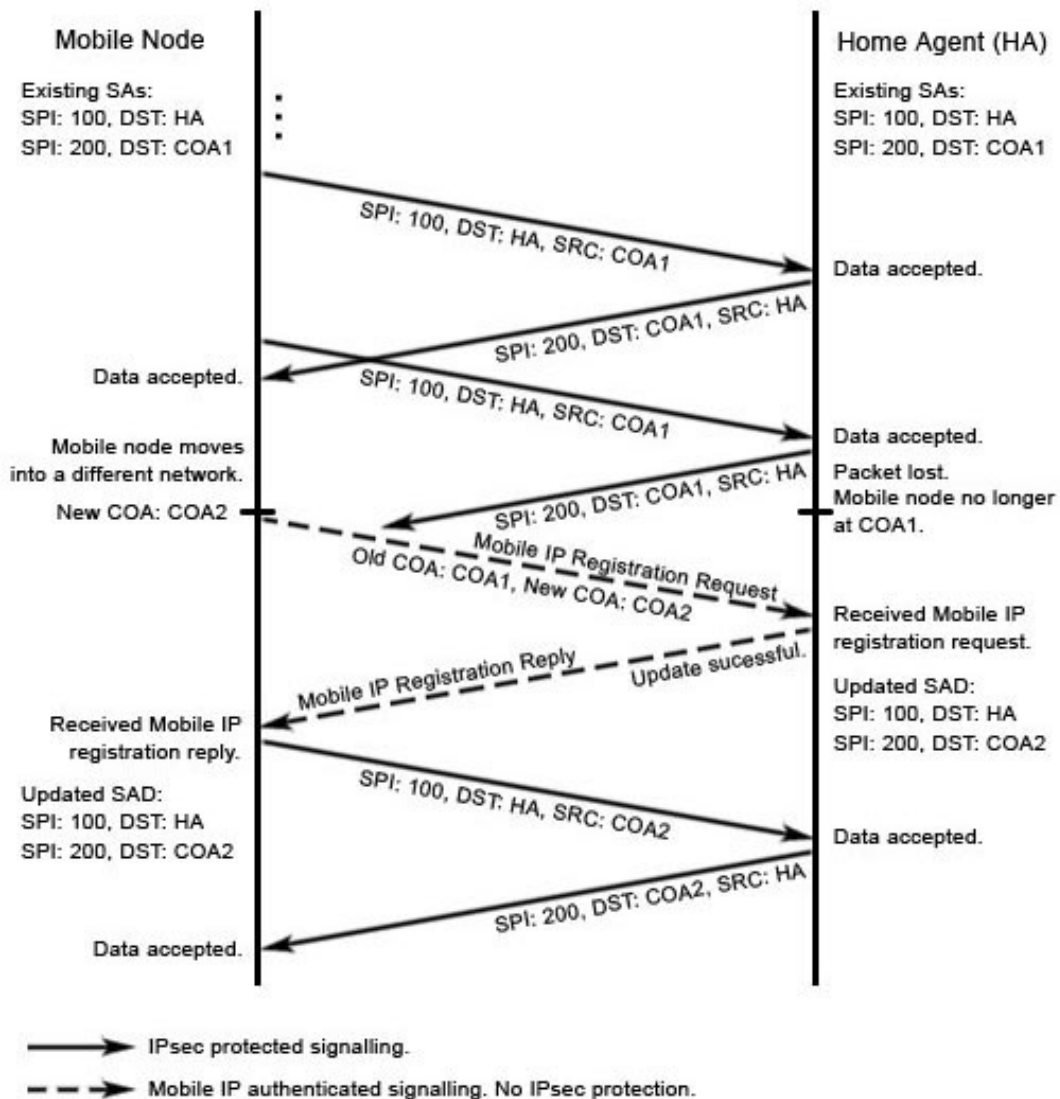 Mobile Node
Home Agent (HA)
Existing SAs:
SPI: 100, DST: HA
SPI: 200, DST: COA1
Existing SAs:
SPI: 100, DST: HA
SPI: 200, DST: COA1
SPI: 100, DST: HA, SRC: COA1
Data accepted.
SPI: 200, DST: COA1, SRC: HA
Data accepted.
SPI: 100, DST: HA, SRC: COA1
Data accepted.
Mobile node moves
into a different network.
Packet lost.
Mobile node no longer
at COA1.
SPI: 200, DST: COA1, SRC: HA
New COA: COA2
Mobile IP Registration Request
Old COA: COA1, New COA: COA2
Received Mobile IP
registration request.
Mobile IP Registration Reply
Update sucessful.
Updated SAD:
SPI: 100, DST: HA
SPI: 200, DST: COA2
Received Mobile IP
registration reply.
Updated SAD:
SPI: 100, DST: HA
SPI: 200, DST: COA2
SPI: 100, DST: HA, SRC: COA2
Data accepted.
SPI: 200, DST: COA2, SRC: HA
Data accepted.
IPsec protected signalling.
Mobile IP authenticated signalling. No IPsec protection.